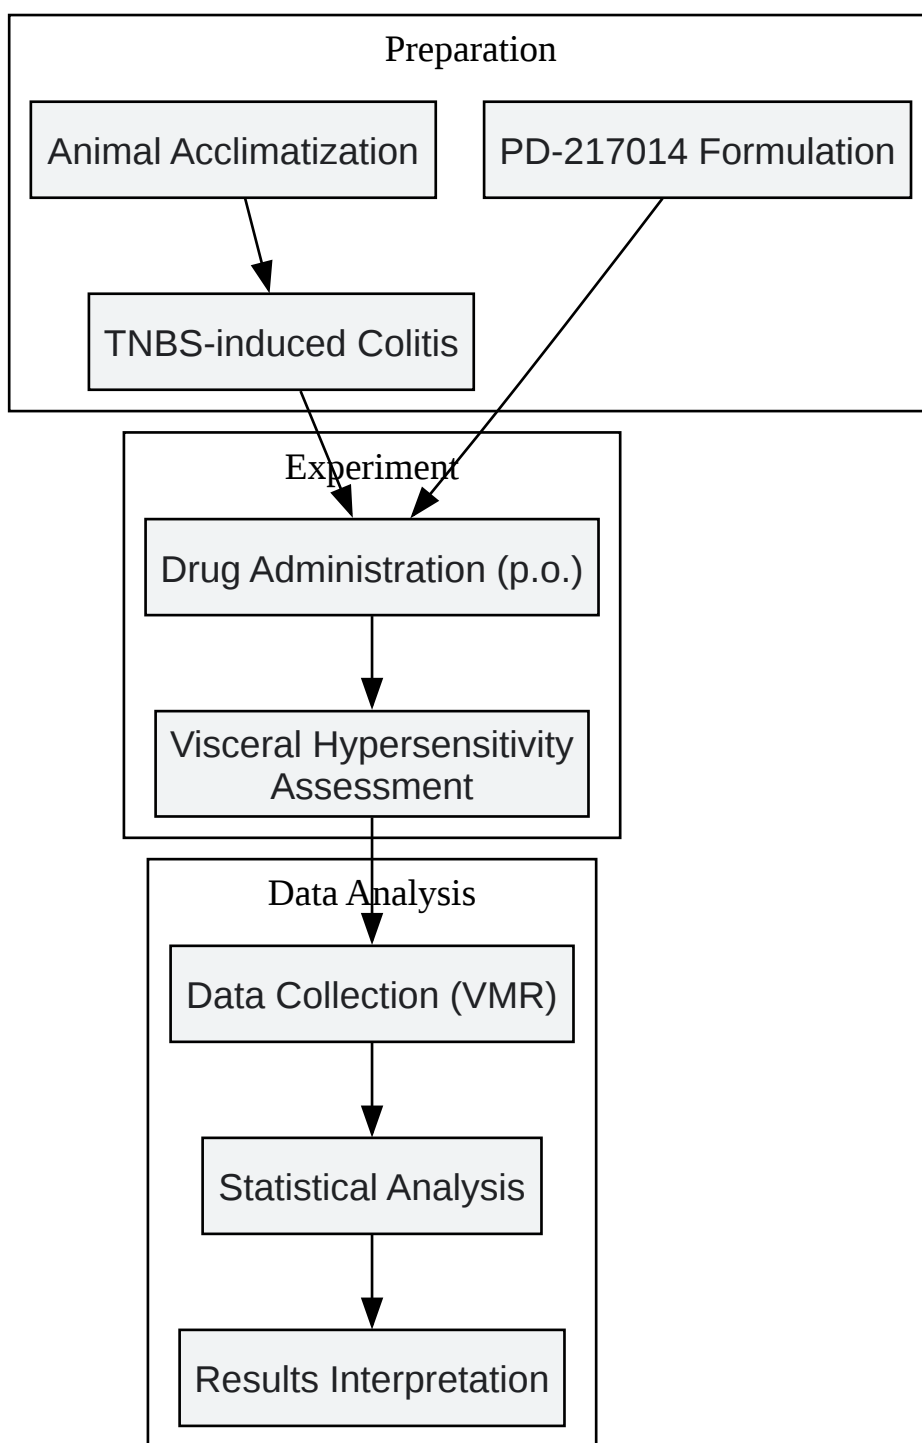 Preparation
Animal Acclimatization
PD-217014 Formulation
TNBS-induced Colitis
Experiment
Drug Administration (p.o.)
Visceral Hypersensitivity
Assessment
Data Analysis
Data Collection (VMR)
Statistical Analysis
Results Interpretation